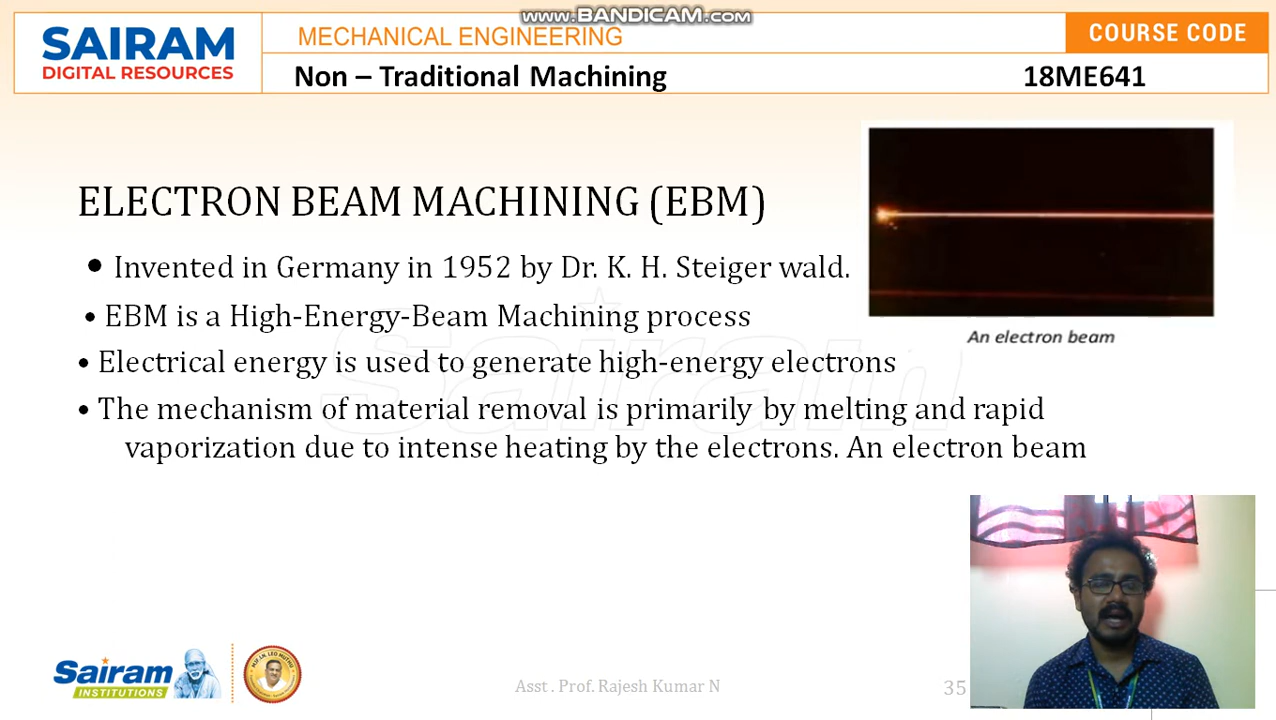 www.BANDICAM.com
SAIRAM
DIGITAL RESOURCES
MECHANICAL ENGINEERING
COURSE CODE
Non – Traditional Machining
18ME641
ELECTRON BEAM MACHINING (EBM)
• Invented in Germany in 1952 by Dr. K. H. Steiger wald.
• EBM is a High-Energy-Beam Machining process
An electron beam
• Electrical energy is used to generate high-energy electrons
• The mechanism of material removal is primarily by melting and rapid
vaporization due to intense heating by the electrons. An electron beam
Sairam
Sairam
INSTITUTIONS
Asst . Prof. Rajesh Kumar N
35